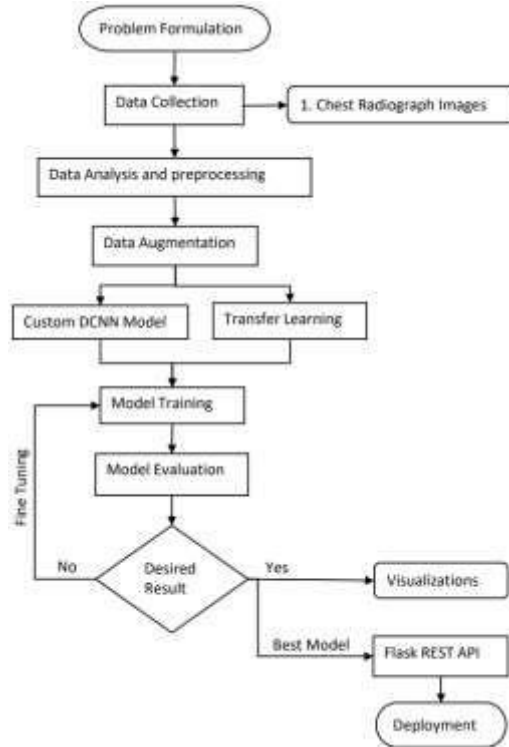 Problem Formulation
Data Collection
1. Chest Radiograph Images
Data Analysis and preprocessing
Data Augmentation
Custom DCNN Model
Transfer Learning
Model Training
Model Evaluation
Fine Tuning
No
Desired
Result
Yes
Visualizations
Best Model
Flask REST API
Deployment